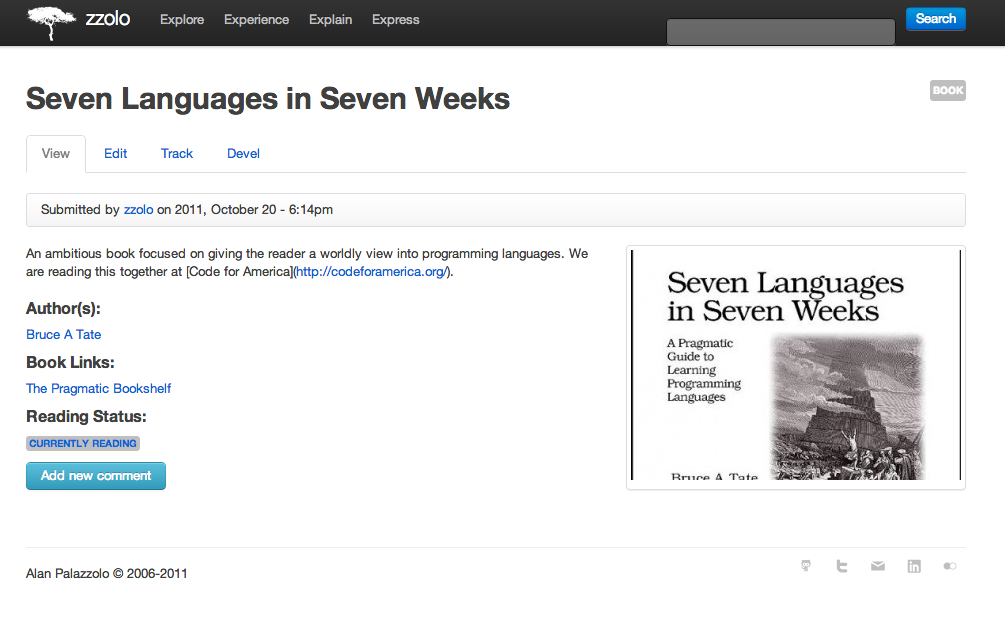 zzolo Explore Experience Explain Express Search
Seven Languages in Seven Weeks
BOOK
View Edit Track Devel
Submitted by zzolo on 2011, October 20 - 6:14pm
An ambitious book focused on giving the reader a worldly view into programming languages. We
are reading this together at [Code for America](http://codeforamerica.org/).
Author(s):
Bruce A Tate
Book Links:
The Pragmatic Bookshelf
Reading Status:
CURRENTLY READING
Add new comment
Seven Languages
in Seven Weeks
A Pragmatic
Guide to
Learning
Programming
Languages
Bruce A Tate
Alan Palazzolo © 2006-2011